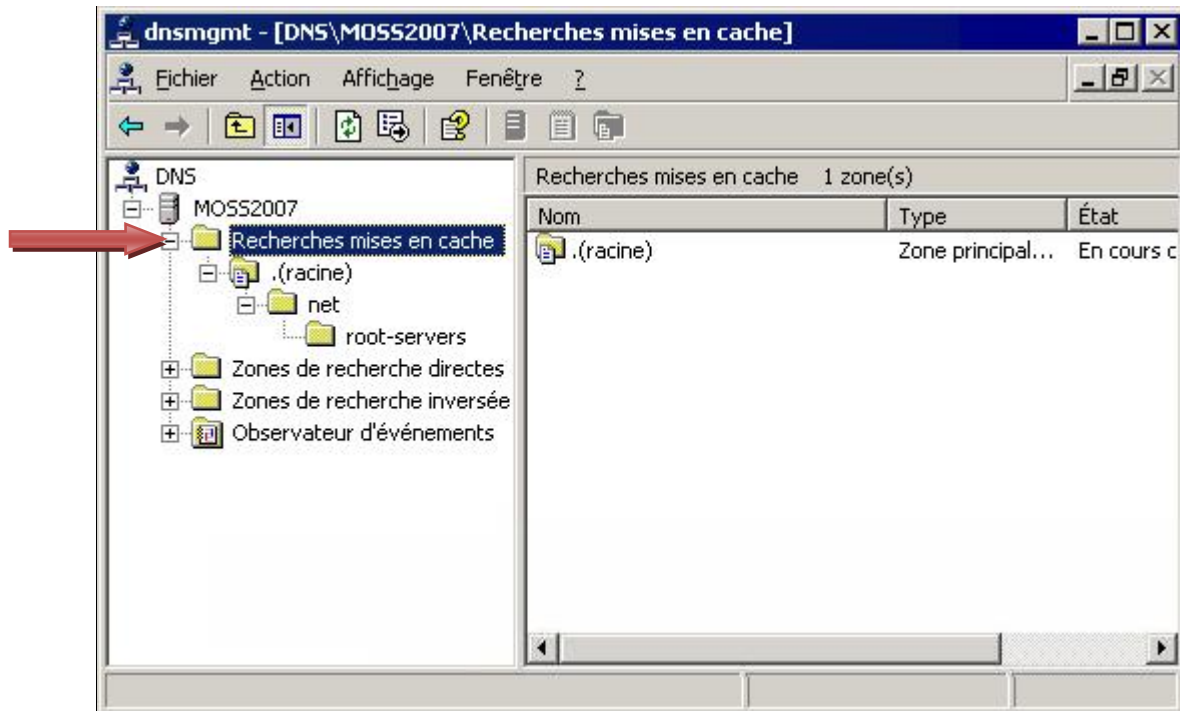 dnsmgmt - [DNS\MOSS2007\Recherches mises en cache]
Fichier Action Affichage Fenêtre ?
DNS
MOSS2007
Recherches mises en cache
.(racine)
net
root-servers
Zones de recherche directes
Zones de recherche inversée
Observateur d'événements
Recherches mises en cache 1 zone(s)
Nom Type État
.(racine) Zone principal... En cours c